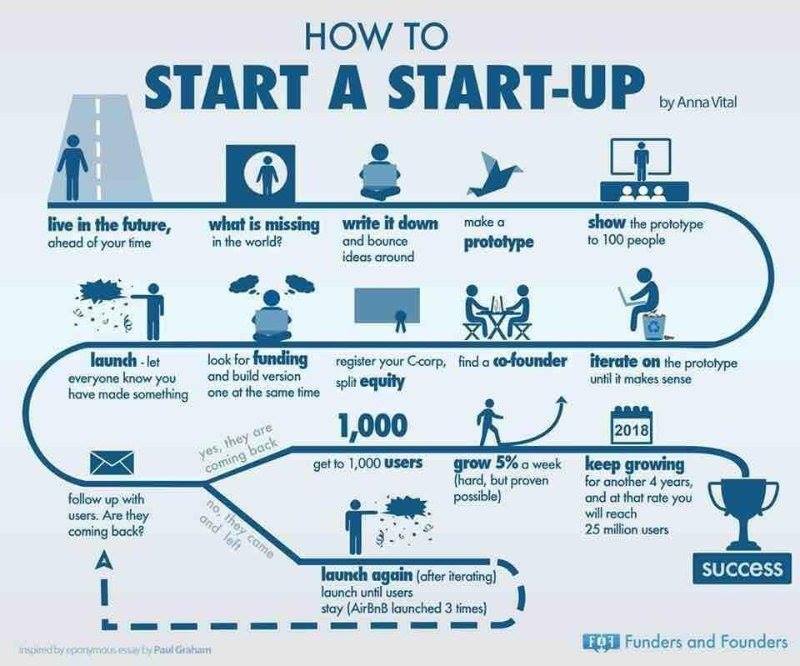 HOW TO
START A START-UP
by Anna Vital
live in the future,
ahead of your time
what is missing
in the world?
write it down
and bounce
ideas around
make a
prototype
show the prototype
to 100 people
launch - let
everyone know you
have made something
look for funding
and build version
one at the same time
register your C-corp,
split equity
find a co-founder
iterate on the prototype
until it makes sense
follow up with
users. Are they
coming back?
yes, they are
coming back
no, they came
and left
1,000
get to 1,000 users
grow 5% a week
(hard, but proven
possible)
2018
keep growing
for another 4 years,
and at that rate you
will reach
25 million users
success
launch again (after iterating)
launch until users
stay (AirBnB launched 3 times)
inspired by eponymous essay by Paul Graham
Funders and Founders